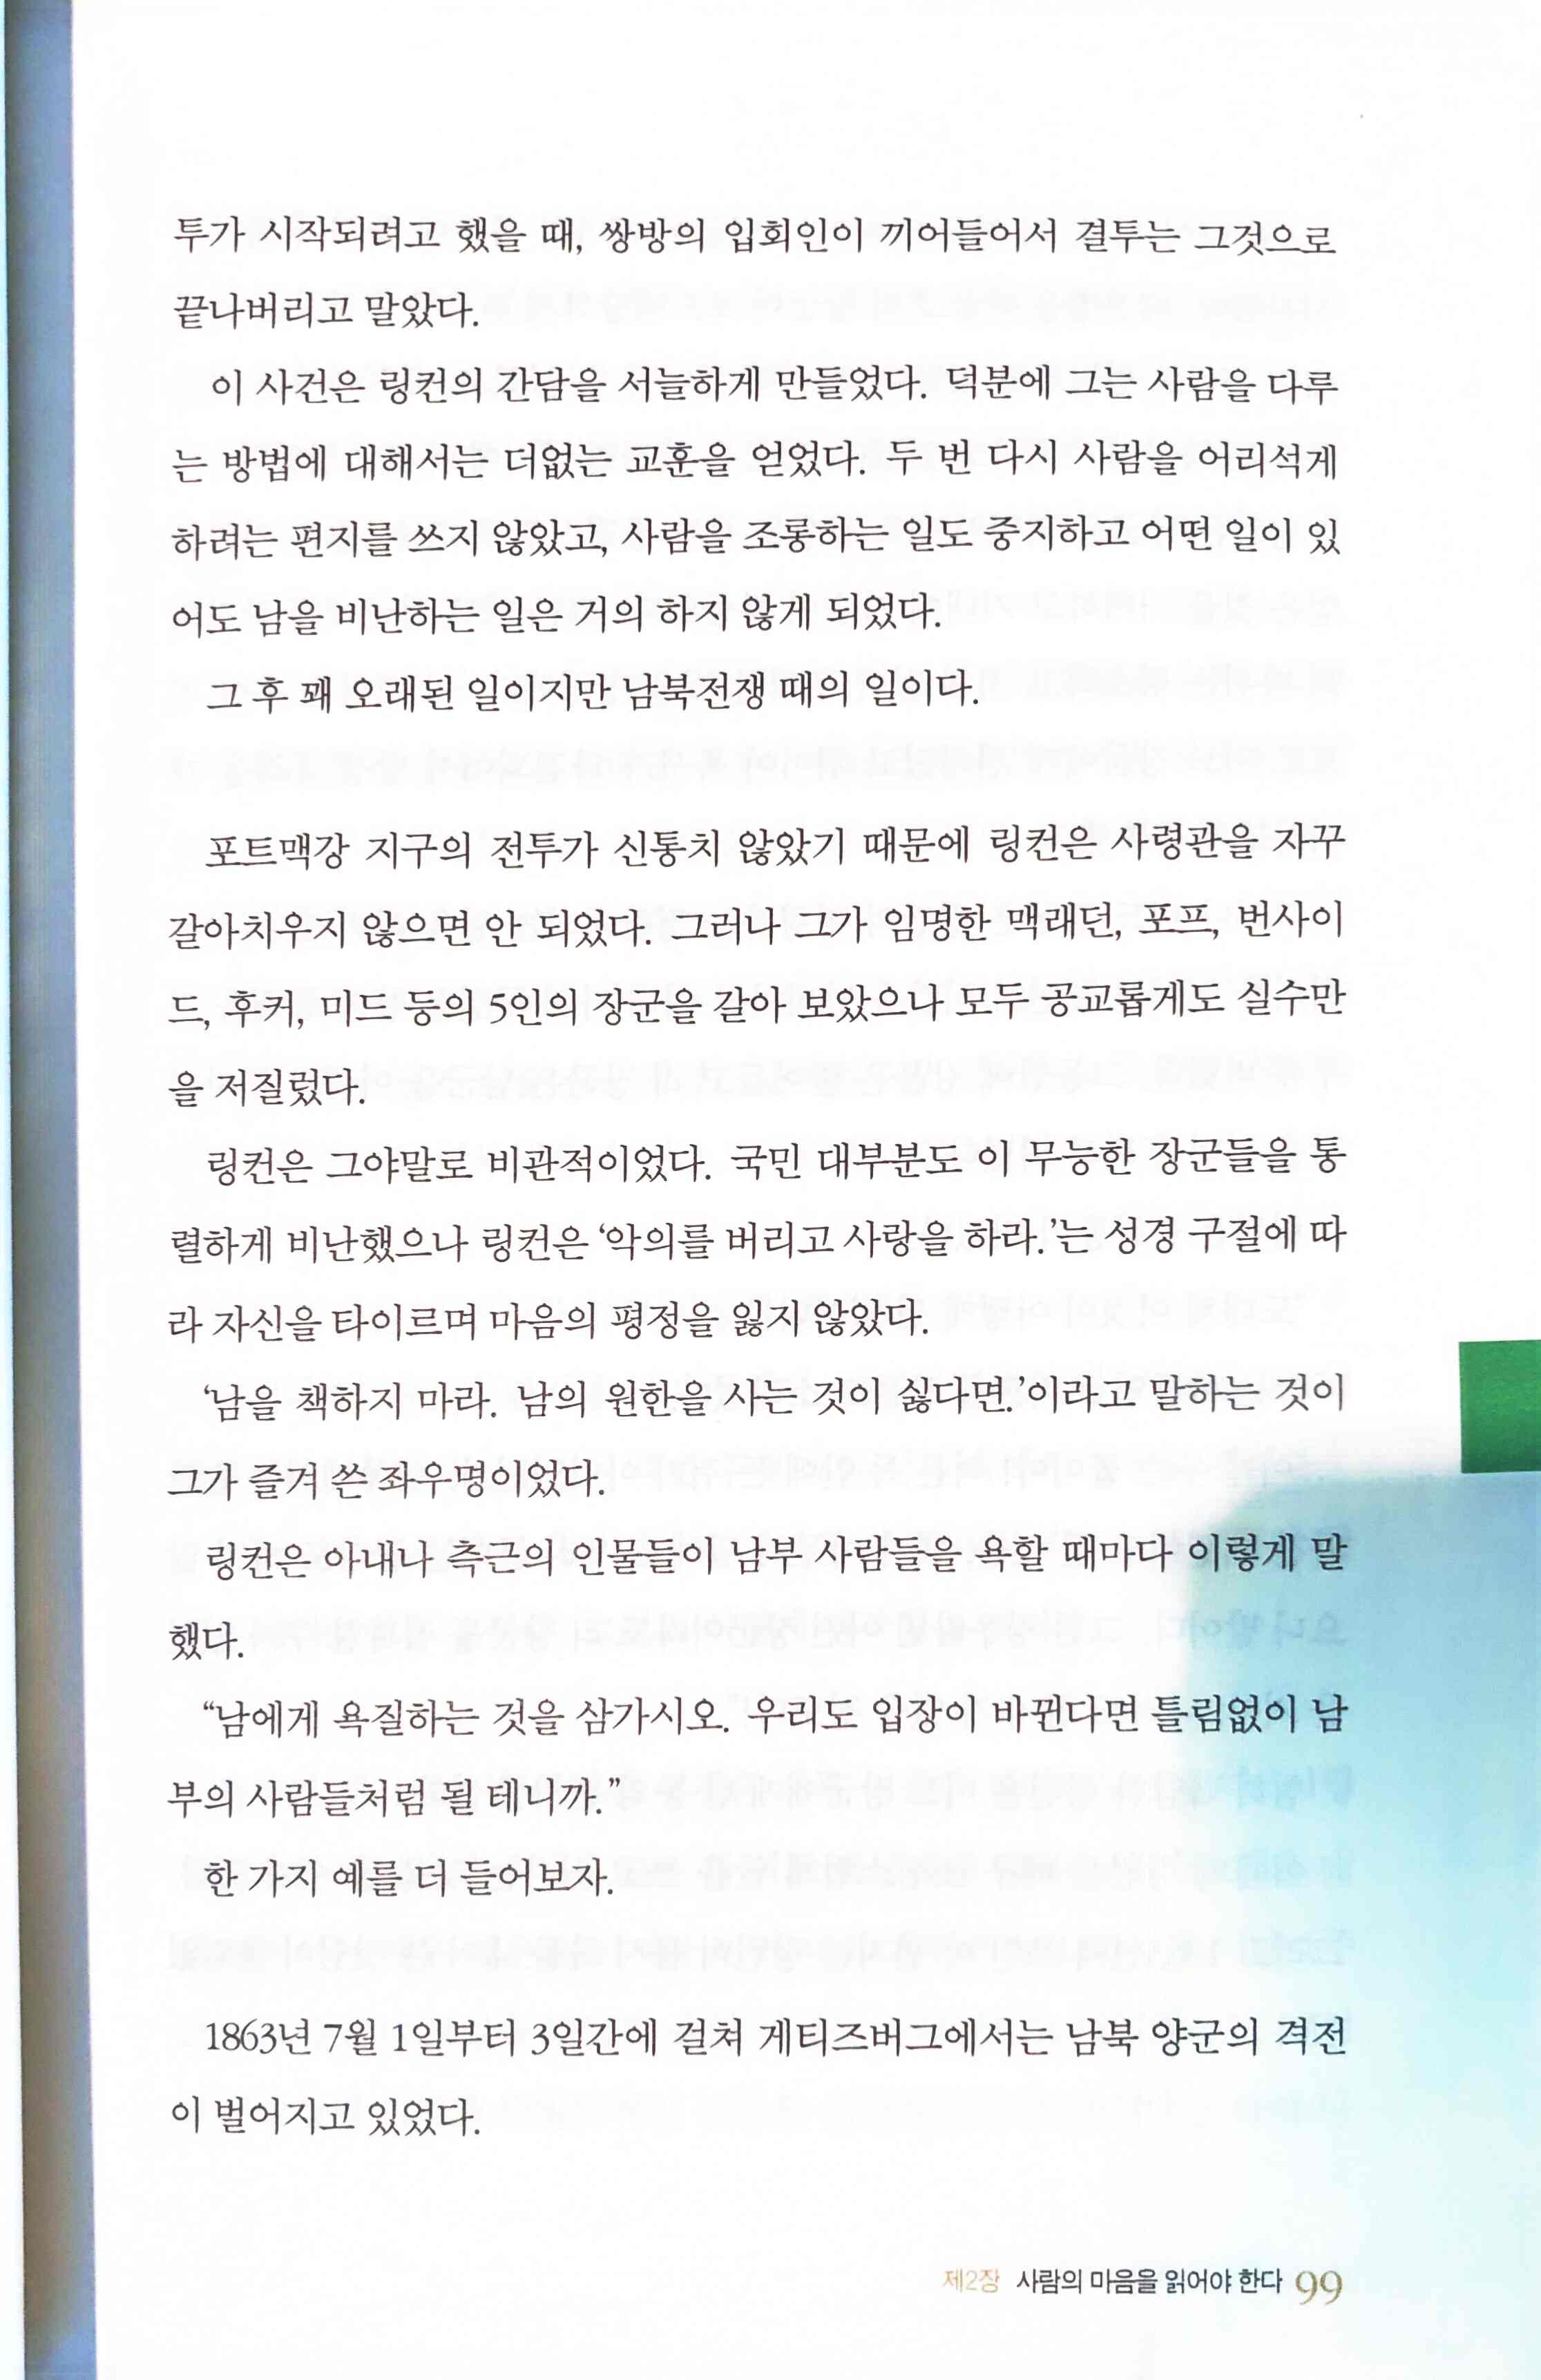 투가 시작되려고 했을 때, 쌍방의 입회인이 끼어들어서 결투는 그것으로
끝나버리고 말았다.
이 사건은 링컨의 간담을 서늘하게 만들었다. 덕분에 그는 사람을 다루
는 방법에 대해서는 더없는 교훈을 얻었다. 두 번 다시 사람을 어리석게
하려는 편지를 쓰지 않았고, 사람을 조롱하는 일도 중지하고 어떤 일이 있
어도 남을 비난하는 일은 거의 하지 않게 되었다.
그 후 꽤 오래된 일이지만 남북전쟁 때의 일이다.
포트맥강 지구의 전투가 신통치 않았기 때문에 링컨은 사령관을 자꾸
갈아치우지 않으면 안 되었다. 그러나 그가 임명한 맥래던, 포프, 번사이
드, 후커, 미드 등의 5인의 장군을 갈아 보았으나 모두 공교롭게도 실수만
을 저질렀다.
링컨은 그야말로 비관적이었다. 국민 대부분도 이 무능한 장군들을 통
렬하게 비난했으나 링컨은 ‘악의를 버리고 사랑을 하라.’는 성경 구절에 따
라 자신을 타이르며 마음의 평정을 잃지 않았다.
‘남을 책하지 마라. 남의 원한을 사는 것이 싫다면.’이라고 말하는 것이
그가 즐겨 쓴 좌우명이었다.
링컨은 아내나 측근의 인물들이 남부 사람들을 욕할 때마다 이렇게 말
했다.
“남에게 욕질하는 것을 삼가시오. 우리도 입장이 바뀐다면 틀림없이 남
부의 사람들처럼 될 테니까.”
한 가지 예를 더 들어보자.
1863년 7월 1일부터 3일간에 걸쳐 게티즈버그에서는 남북 양군의 격전
이 벌어지고 있었다.
제2장 사람의 마음을 읽어야 한다 99